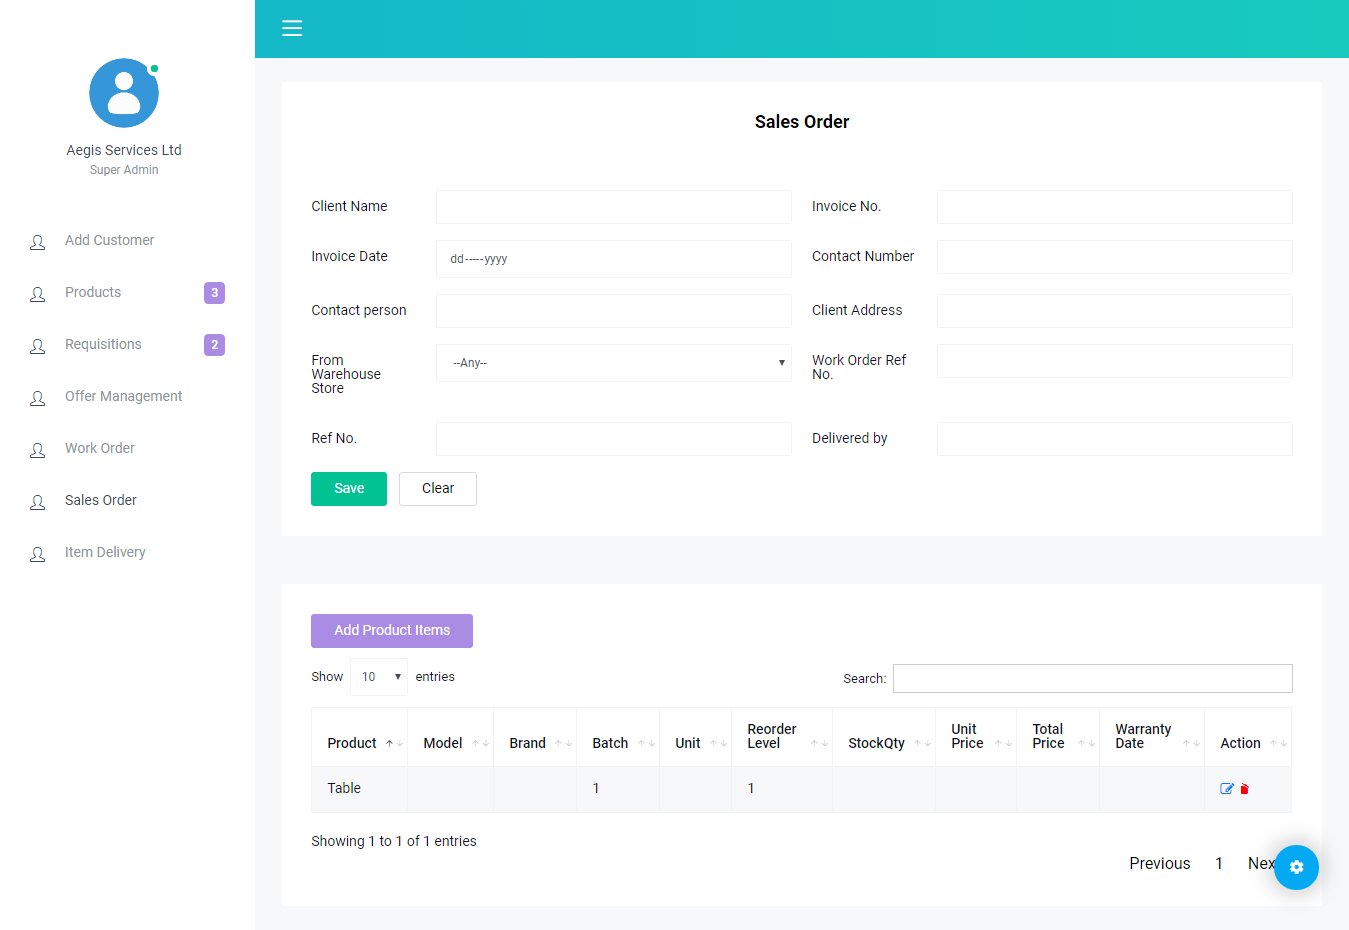 Aegis Services Ltd
Super Admin
Add Customer
Products 3
Requisitions 2
Offer Management
Work Order
Sales Order
Item Delivery
Sales Order
Client Name
Invoice No.
Invoice Date dd-----yyyy
Contact Number
Contact person
Client Address
From
Warehouse
Store
--Any--
Work Order Ref
No.
Ref No.
Delivered by
Save Clear
Add Product Items
Show 10 entries
Search:
Product Model Brand Batch Unit Reorder Level StockQty Unit Price Total Price Warranty Date Action
Table 1 1
Showing 1 to 1 of 1 entries
Previous 1 Nex